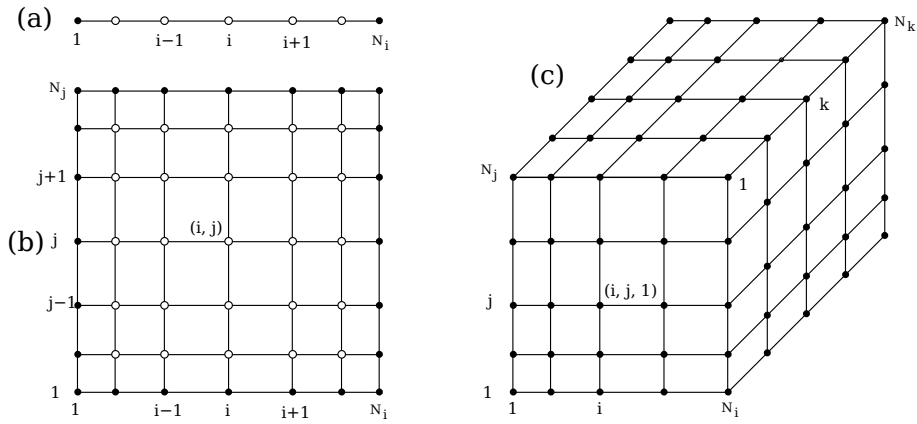 (a)
1 i−1 i i+1 N_i
(b)
N_j
j+1
(i, j)
j
j−1
1
1 i−1 i i+1 N_i
(c)
N_k
k
N_j
1
(i, j, 1)
j
1
1 i N_i